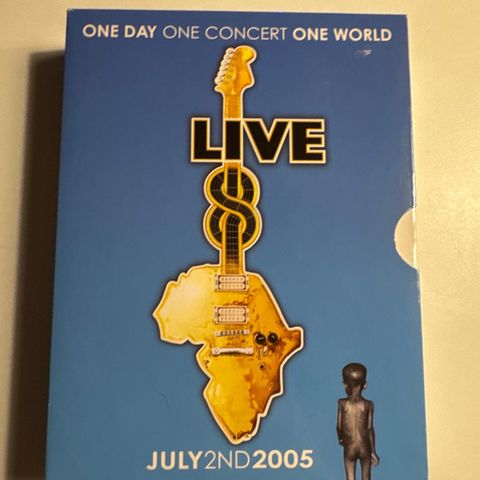 ONE DAY ONE CONCERT ONE WORLD
LIVE
8
JULY2ND2005